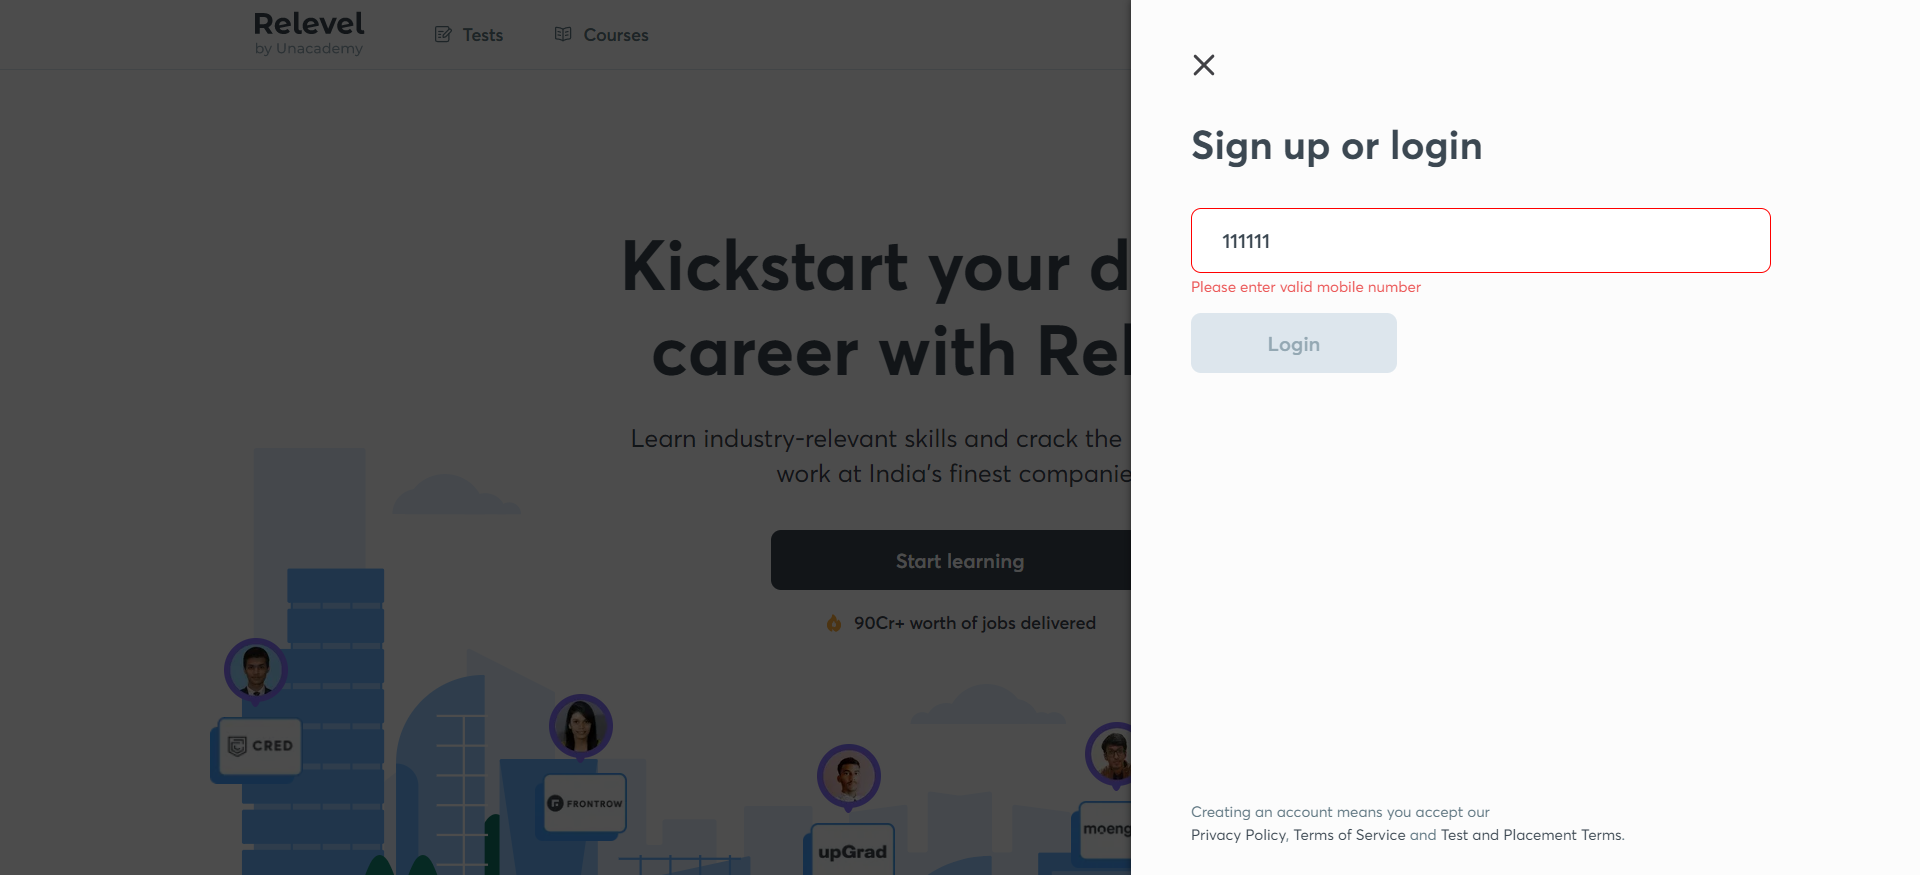 Relevel
by Unacademy
Tests
Courses
Kickstart your d
career with Rel
Learn industry-relevant skills and crack the
work at India's finest companie
Start learning
90Cr+ worth of jobs delivered
CRED
FRONTROW
upGrad
moeng
Sign up or login
111111
Please enter valid mobile number
Login
Creating an account means you accept our
Privacy Policy, Terms of Service and Test and Placement Terms.